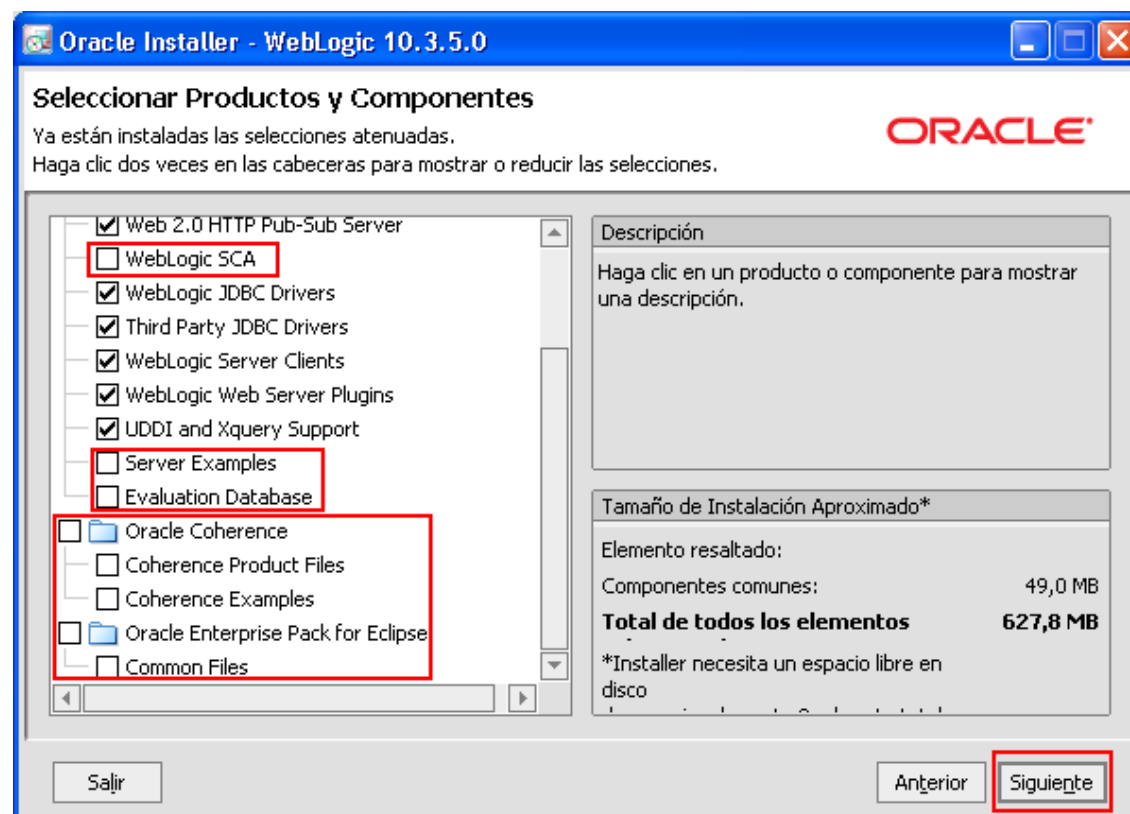 Oracle Installer - WebLogic 10.3.5.0
Seleccionar Productos y Componentes
Ya están instaladas las selecciones atenuadas.
Haga clic dos veces en las cabeceras para mostrar o reducir las selecciones.
ORACLE
Web 2.0 HTTP Pub-Sub Server
WebLogic SCA
WebLogic JDBC Drivers
Third Party JDBC Drivers
WebLogic Server Clients
WebLogic Web Server Plugins
UDDI and Xquery Support
Server Examples
Evaluation Database
Oracle Coherence
Coherence Product Files
Coherence Examples
Oracle Enterprise Pack for Eclipse
Common Files
Descripción
Haga clic en un producto o componente para mostrar
una descripción.
Tamaño de Instalación Aproximado*
Elemento resaltado:
Componentes comunes: 49,0 MB
Total de todos los elementos 627,8 MB
*Installer necesita un espacio libre en
disco
Salir
Anterior
Siguiente